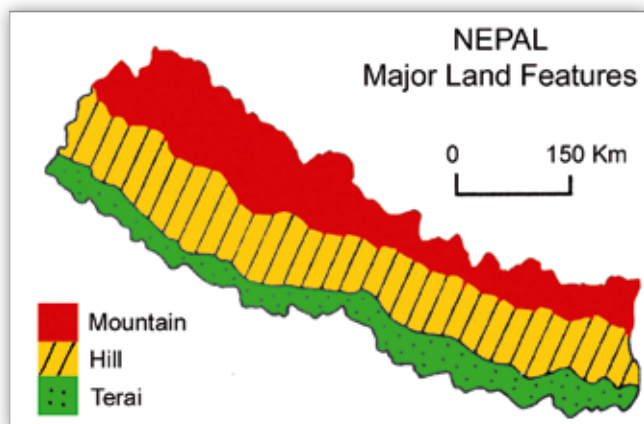 NEPAL
Major Land Features
0 150 Km
Mountain
Hill
Terai